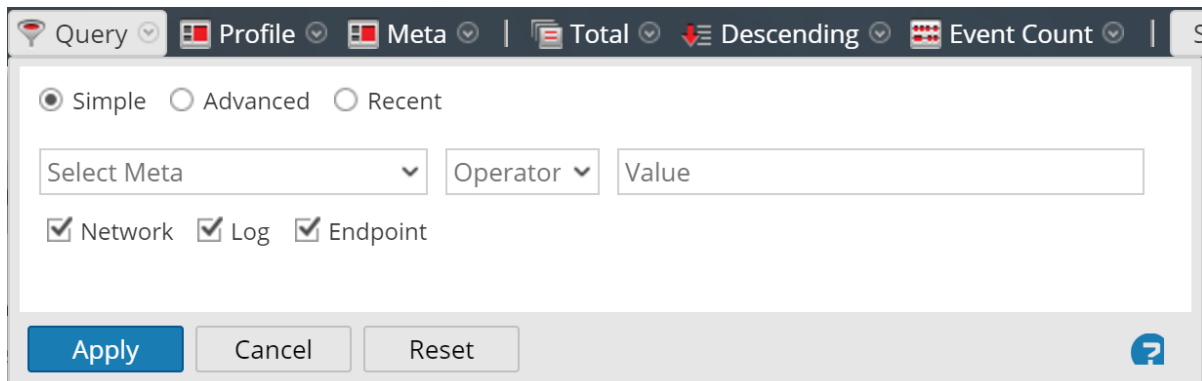 Query Profile Meta | Total Descending Event Count | S
Simple Advanced Recent
Select Meta Operator Value
Network Log Endpoint
Apply Cancel Reset ?